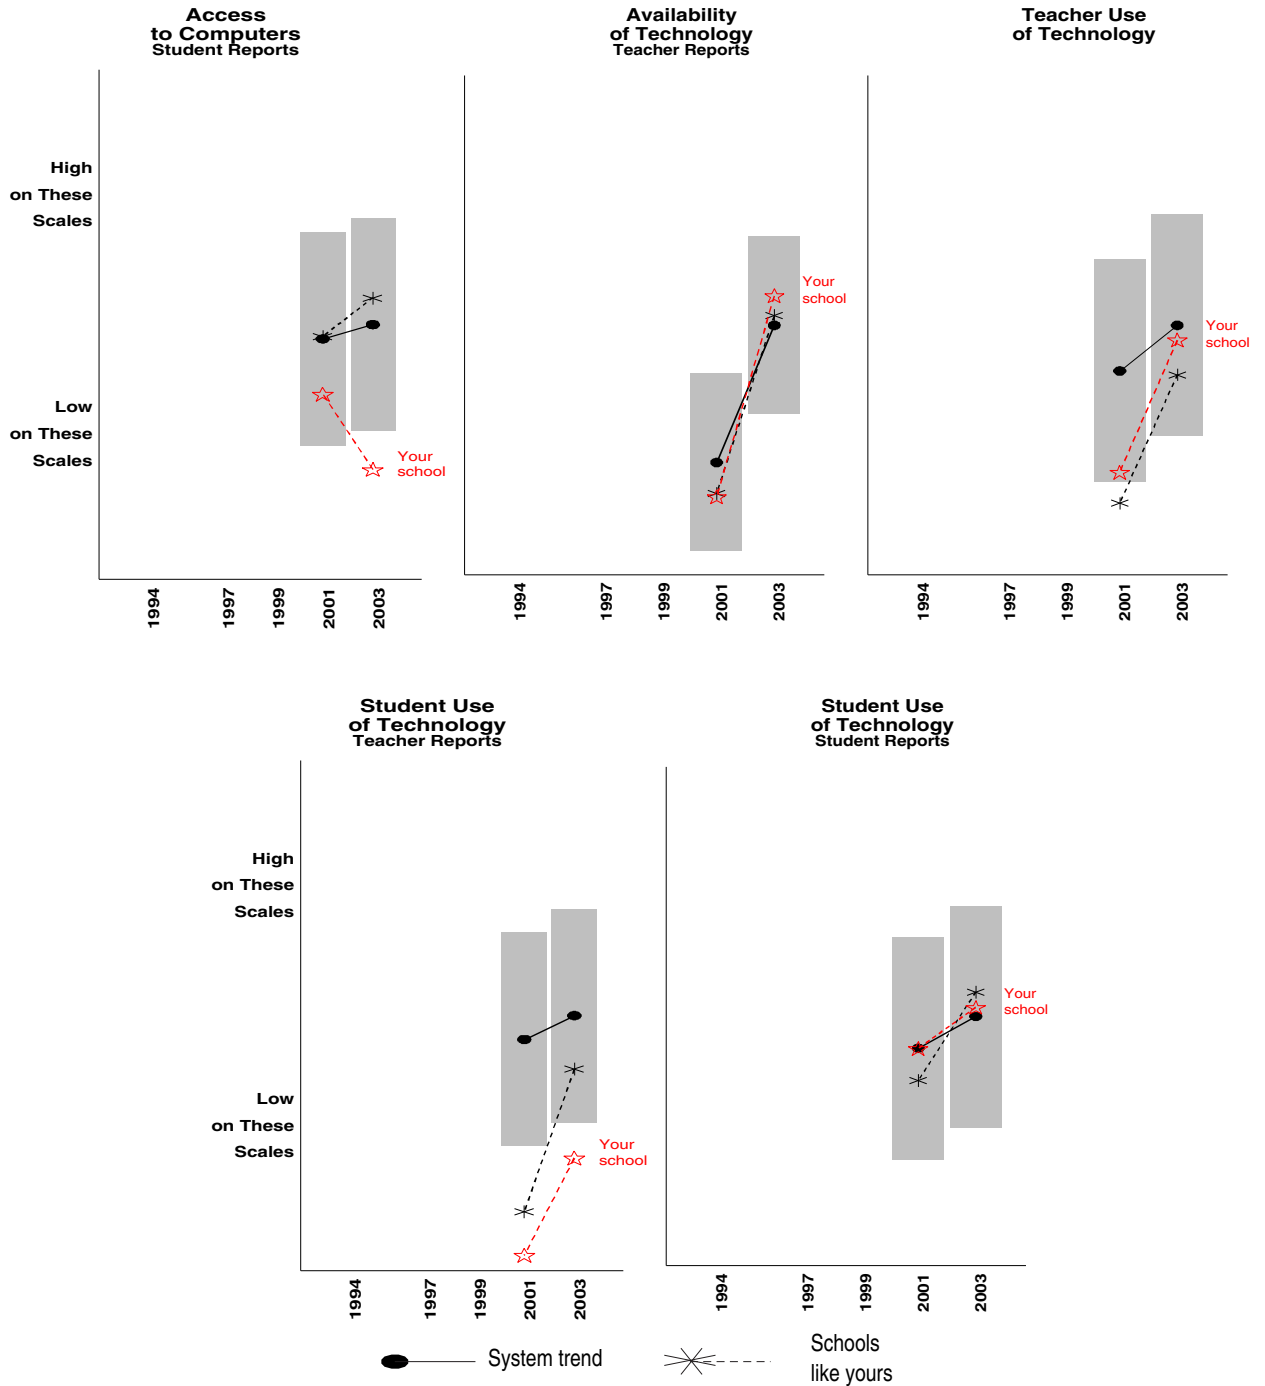 Access
to Computers
Student Reports
Availability
of Technology
Teacher Reports
Teacher Use
of Technology
High
on These
Scales
Low
on These
Scales
Your
school
Your
school
Your
school
1994
1997
1999
2001
2003
1994
1997
1999
2001
2003
1994
1997
1999
2001
2003
Student Use
of Technology
Teacher Reports
Student Use
of Technology
Student Reports
High
on These
Scales
Low
on These
Scales
Your
school
Your
school
1994
1997
1999
2001
2003
1994
1997
1999
2001
2003
System trend
Schools
like yours